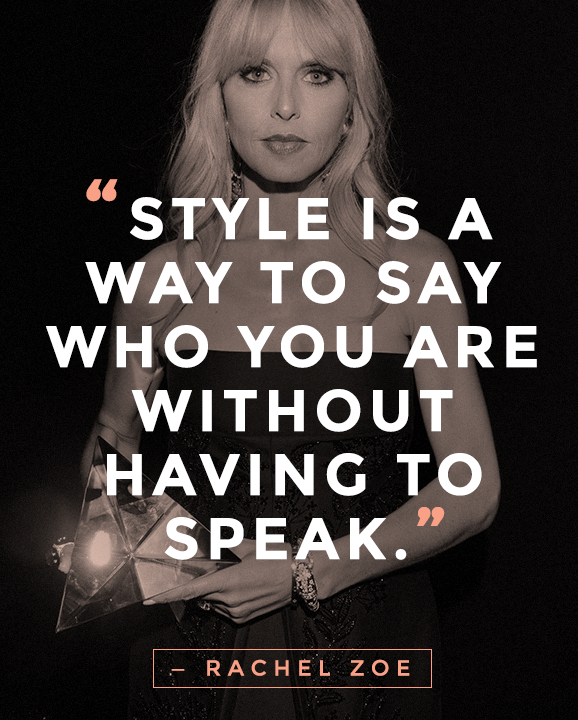 “ STYLE IS A
WAY TO SAY
WHO YOU ARE
WITHOUT
HAVING TO
SPEAK.”
– RACHEL ZOE